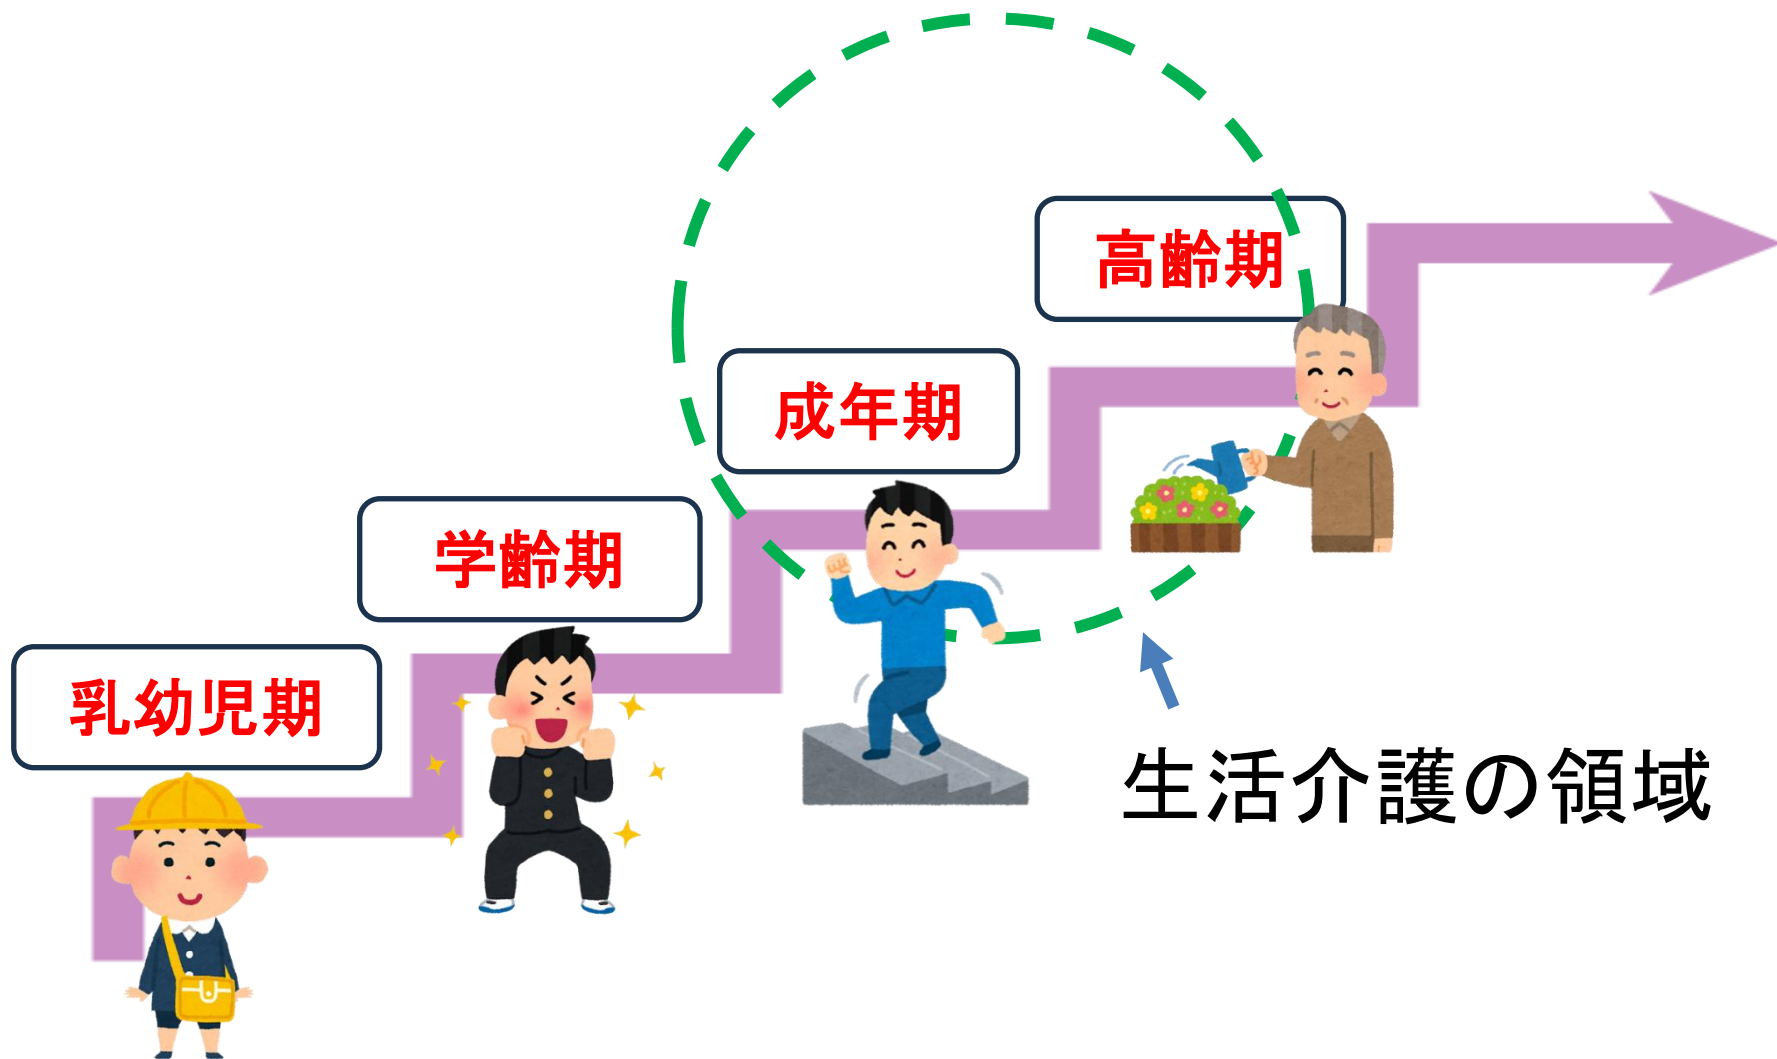 高齢期
成年期
学齢期
乳幼児期
生活介護の領域